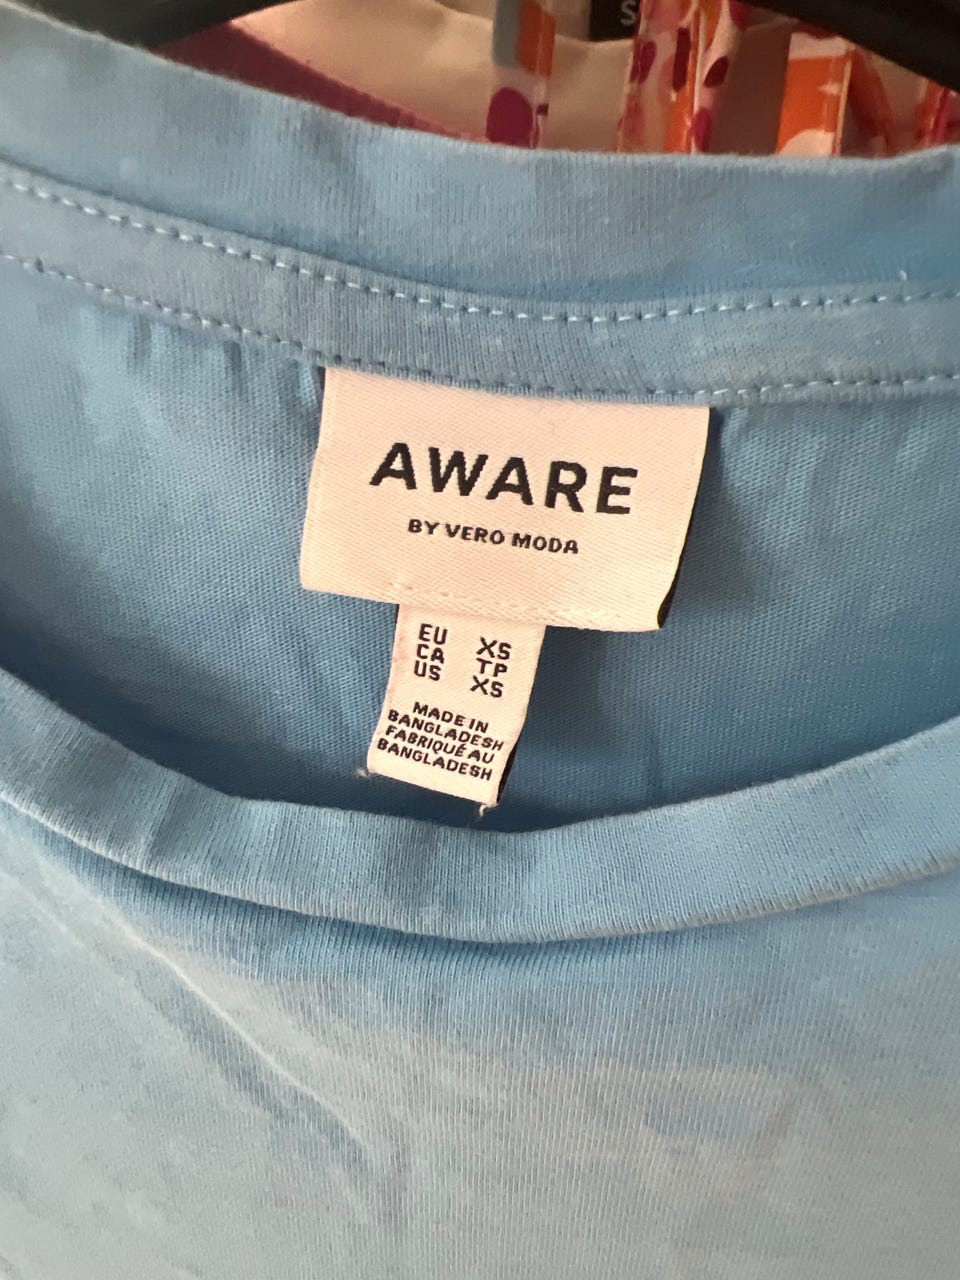 S
AWARE
BY VERO MODA
EU XS
CA TP
US XS
MADE IN
BANGLADESH
FABRIQUÉ AU
BANGLADESH